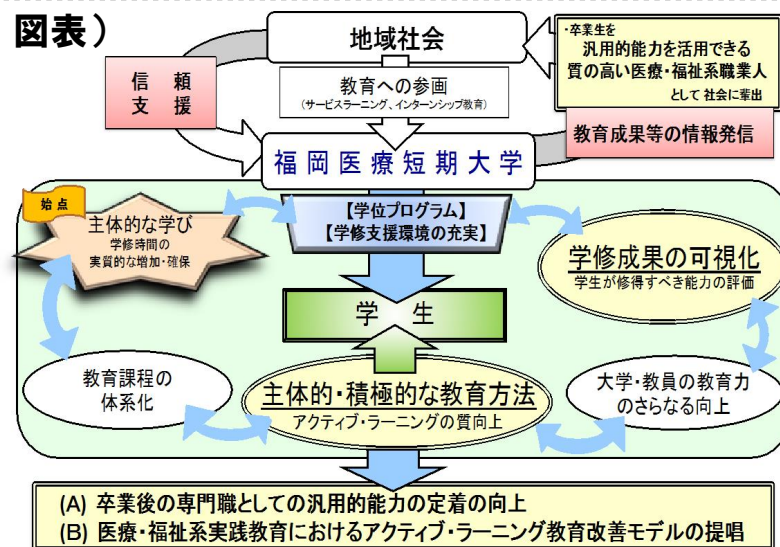 図表）
地域社会
・卒業生を
汎用的能力を活用できる
質の高い医療・福祉系職業人
として 社会に輩出
信 頼
支 援
教育への参画
(サービスラーニング、インターンシップ教育)
教育成果等の情報発信
福岡医療短期大学
始点
主体的な学び
学修時間の
実質的な増加・確保
【学位プログラム】
【学修支援環境の充実】
学修成果の可視化
学生が修得すべき能力の評価
学 生
教育課程の
体系化
主体的・積極的な教育方法
アクティブ・ラーニングの質向上
大学・教員の教育力
のさらなる向上
(A) 卒業後の専門職としての汎用的能力の定着の向上
(B) 医療・福祉系実践教育におけるアクティブ・ラーニング教育改善モデルの提唱